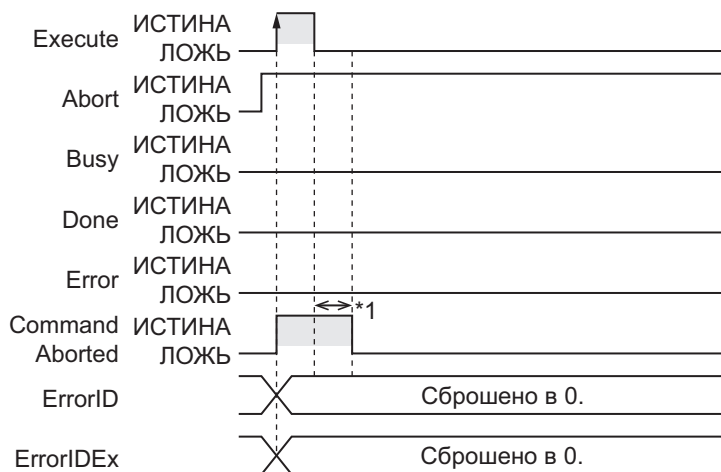 Execute ИСТИНА
ЛОЖЬ
Abort ИСТИНА
ЛОЖЬ
Busy ИСТИНА
ЛОЖЬ
Done ИСТИНА
ЛОЖЬ
Error ИСТИНА
ЛОЖЬ
*1
Command Aborted ИСТИНА
ЛОЖЬ
ErrorID Сброшено в 0.
ErrorIDEx Сброшено в 0.